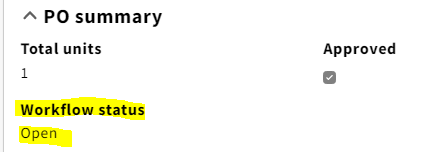 PO summary
Total units
Approved
1
Workflow status
Open